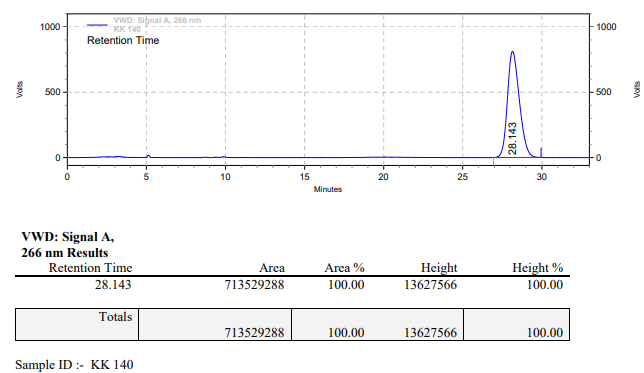 VWD: Signal A, 266 nm
KK 140
Retention Time
1000 1000
Volts 500 500 Volts
28.143
0 0
0 5 10 15 20 25 30
Minutes
VWD: Signal A,
266 nm Results
Retention Time Area Area % Height Height %
28.143 713529288 100.00 13627566 100.00
Totals
713529288 100.00 13627566 100.00
Sample ID :- KK 140